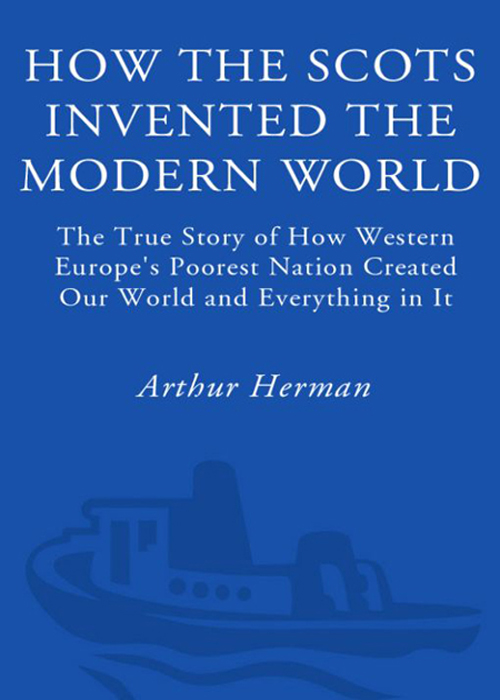 HOW THE SCOTS
INVENTED THE
MODERN WORLD
The True Story of How Western
Europe's Poorest Nation Created
Our World and Everything in It
Arthur Herman